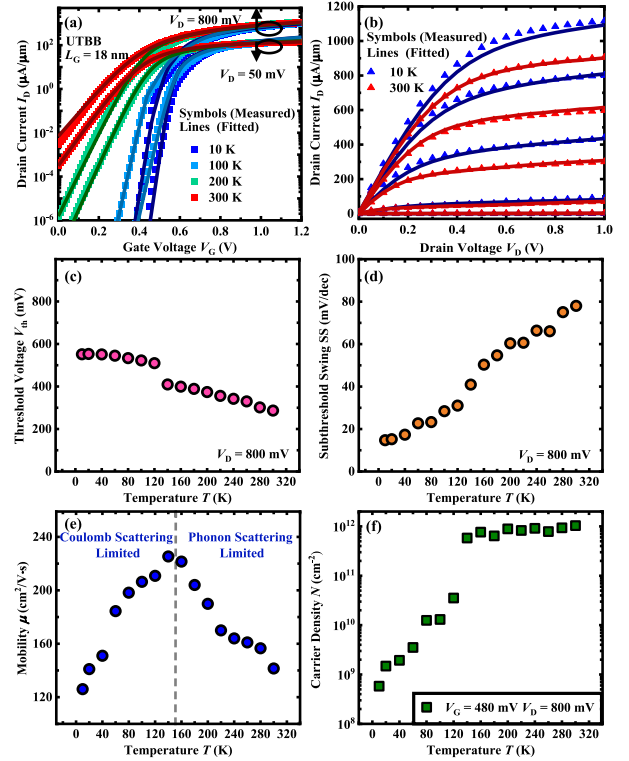 (a)
V_D = 800 mV
UTBB
L_G = 18 nm
V_D = 50 mV
Symbols (Measured)
Lines (Fitted)
10 K
100 K
200 K
300 K
10^2
10^0
10^-2
10^-4
10^-6
0.0 0.2 0.4 0.6 0.8 1.0 1.2
Drain Current I_D (μA/μm)
Gate Voltage V_G (V)
(b)
Symbols (Measured)
Lines (Fitted)
10 K
300 K
1200
1000
800
600
400
200
0
0.0 0.2 0.4 0.6 0.8 1.0
Drain Current I_D (μA/μm)
Drain Voltage V_D (V)
(c)
800
600
400
200
0
V_D = 800 mV
0 40 80 120 160 200 240 280 320
Threshold Voltage V_th (mV)
Temperature T (K)
(d)
100
80
60
40
20
0
V_D = 800 mV
0 40 80 120 160 200 240 280 320
Subthreshold Swing SS (mV/dec)
Temperature T (K)
(e)
Coulomb Scattering
Limited
Phonon Scattering
Limited
240
200
160
120
0 40 80 120 160 200 240 280 320
Mobility μ (cm^2/V·s)
Temperature T (K)
(f)
10^12
10^11
10^10
10^9
10^8
V_G = 480 mV V_D = 800 mV
0 40 80 120 160 200 240 280 320
Carrier Density N (cm^-2)
Temperature T (K)